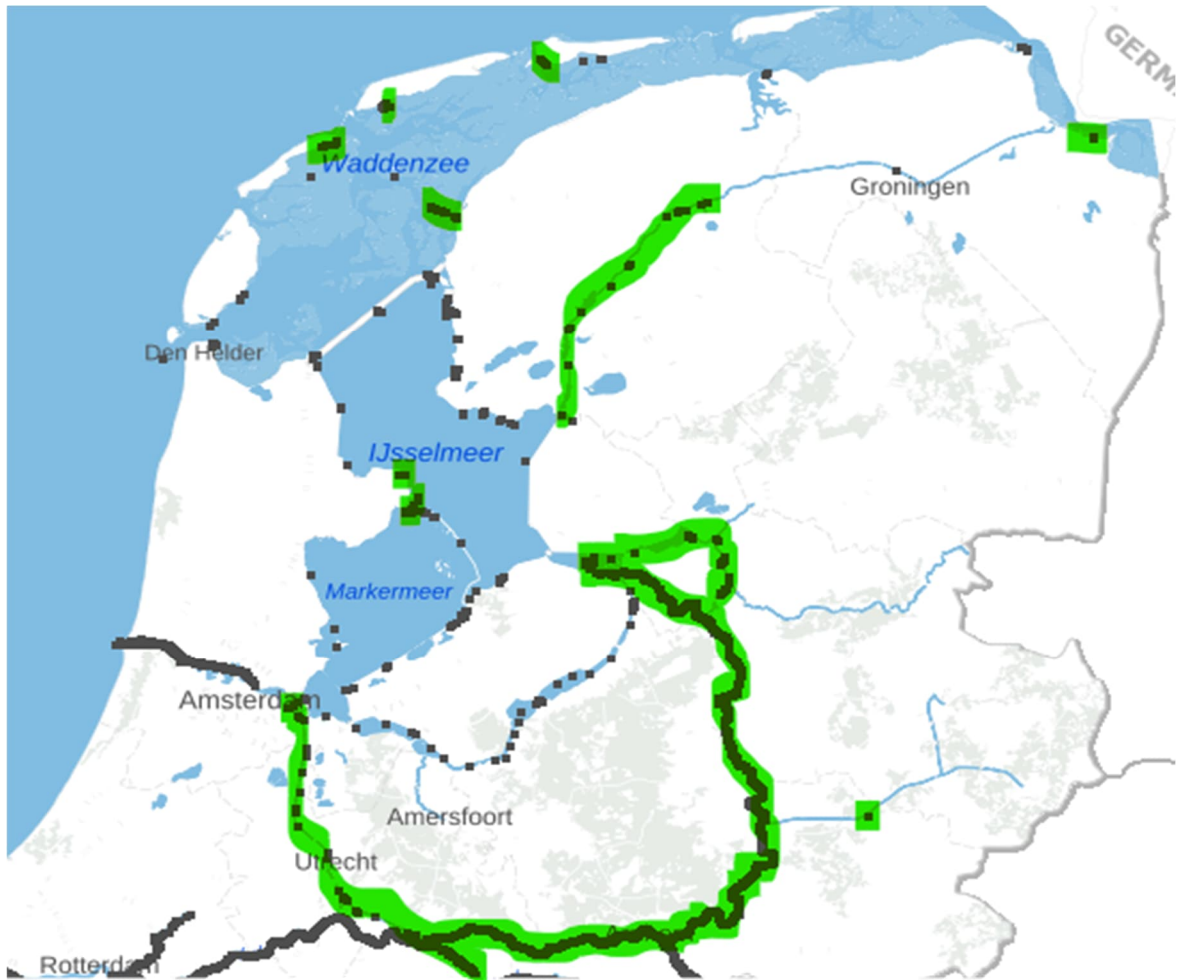 GERM
Waddenzee
Groningen
Den Helder
IJsselmeer
Markermeer
Amsterdam
Amersfoort
Utrecht
Rotterdam